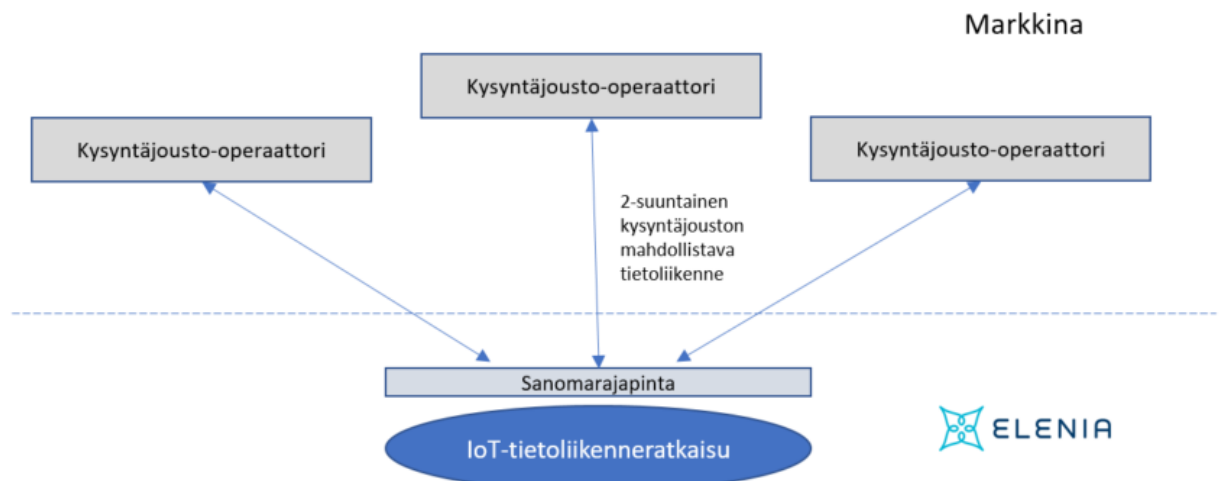 Markkina
Kysyntäjousto-operaattori
Kysyntäjousto-operaattori
Kysyntäjousto-operaattori
2-suuntainen
kysyntäjouston
mahdollistava
tietoliikenne
Sanomarajapinta
IoT-tietoliikenneratkaisu
ELENIA